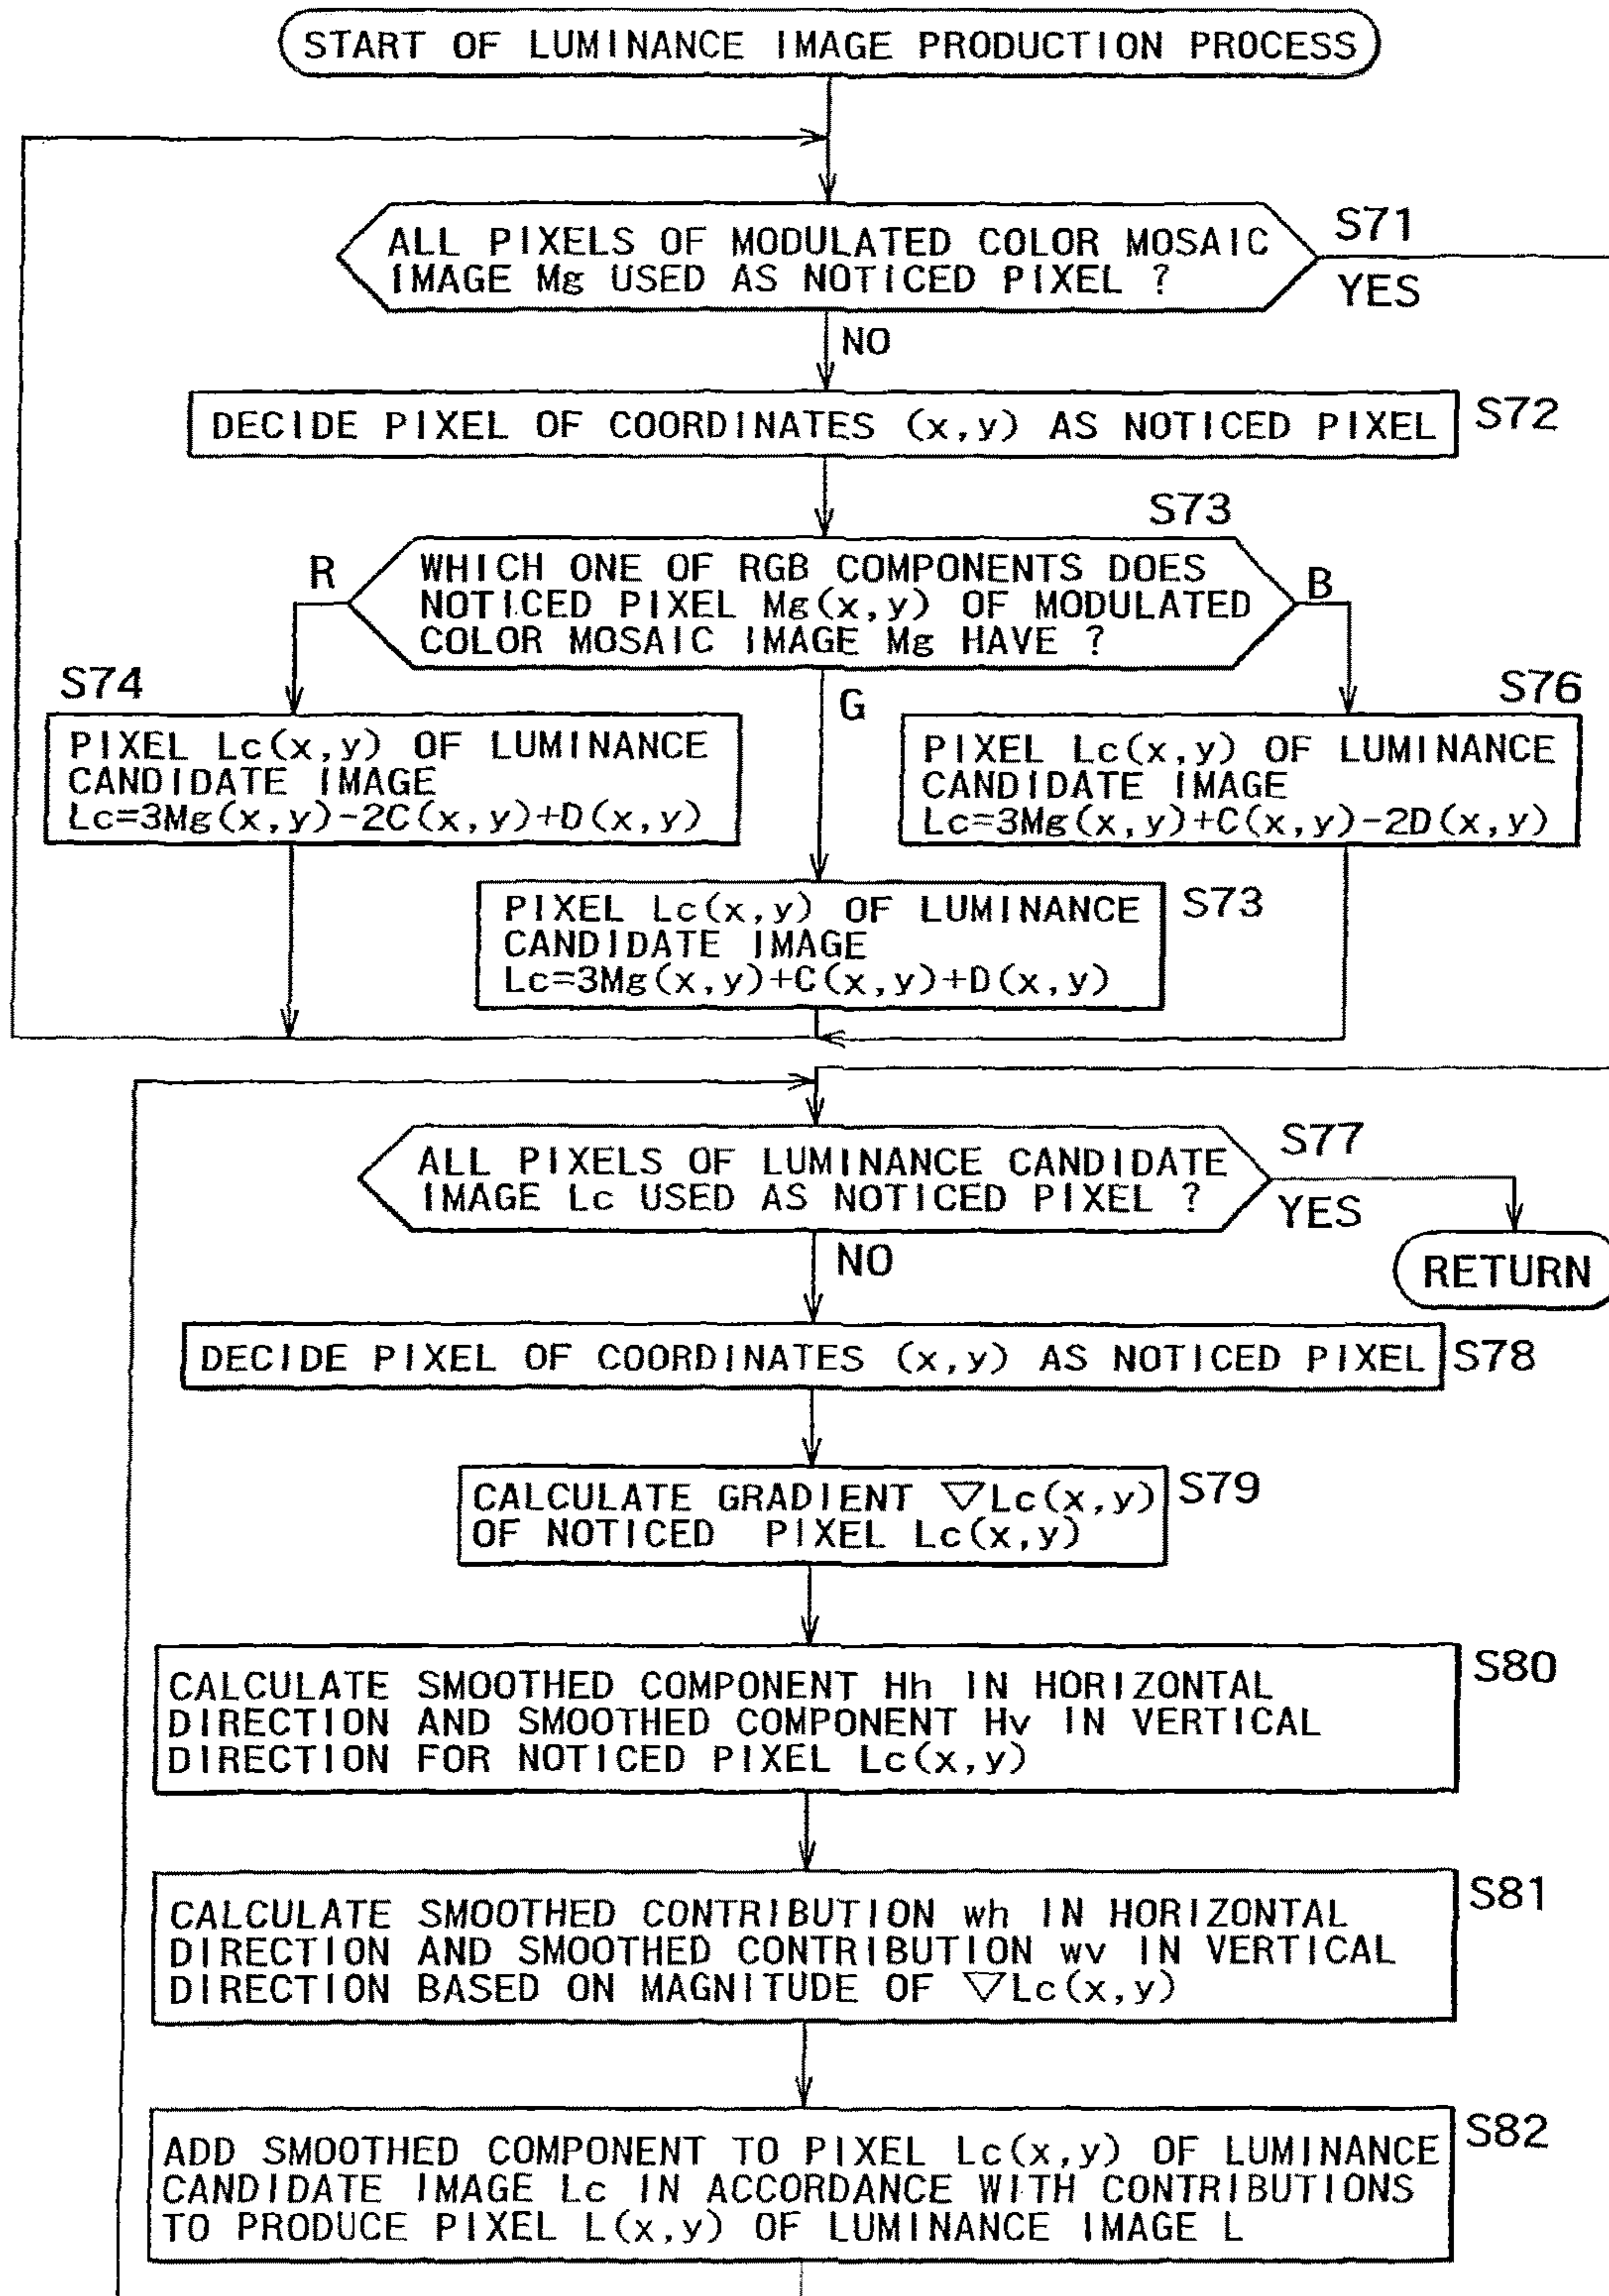 START OF LUMINANCE IMAGE PRODUCTION PROCESS
ALL PIXELS OF MODULATED COLOR MOSAIC
IMAGE Mg USED AS NOTICED PIXEL ?
S71
YES
NO
DECIDE PIXEL OF COORDINATES (x,y) AS NOTICED PIXEL
S72
S73
WHICH ONE OF RGB COMPONENTS DOES
NOTICED PIXEL Mg(x,y) OF MODULATED
COLOR MOSAIC IMAGE Mg HAVE ?
R
B
G
S74
PIXEL Lc(x,y) OF LUMINANCE
CANDIDATE IMAGE
Lc=3Mg(x,y)-2C(x,y)+D(x,y)
S76
PIXEL Lc(x,y) OF LUMINANCE
CANDIDATE IMAGE
Lc=3Mg(x,y)+C(x,y)-2D(x,y)
PIXEL Lc(x,y) OF LUMINANCE
CANDIDATE IMAGE
Lc=3Mg(x,y)+C(x,y)+D(x,y)
S73
ALL PIXELS OF LUMINANCE CANDIDATE
IMAGE Lc USED AS NOTICED PIXEL ?
S77
YES
RETURN
NO
DECIDE PIXEL OF COORDINATES (x,y) AS NOTICED PIXEL
S78
CALCULATE GRADIENT ▽Lc(x,y)
OF NOTICED PIXEL Lc(x,y)
S79
CALCULATE SMOOTHED COMPONENT Hh IN HORIZONTAL
DIRECTION AND SMOOTHED COMPONENT Hv IN VERTICAL
DIRECTION FOR NOTICED PIXEL Lc(x,y)
S80
CALCULATE SMOOTHED CONTRIBUTION wh IN HORIZONTAL
DIRECTION AND SMOOTHED CONTRIBUTION wv IN VERTICAL
DIRECTION BASED ON MAGNITUDE OF ▽Lc(x,y)
S81
ADD SMOOTHED COMPONENT TO PIXEL Lc(x,y) OF LUMINANCE
CANDIDATE IMAGE Lc IN ACCORDANCE WITH CONTRIBUTIONS
TO PRODUCE PIXEL L(x,y) OF LUMINANCE IMAGE L
S82